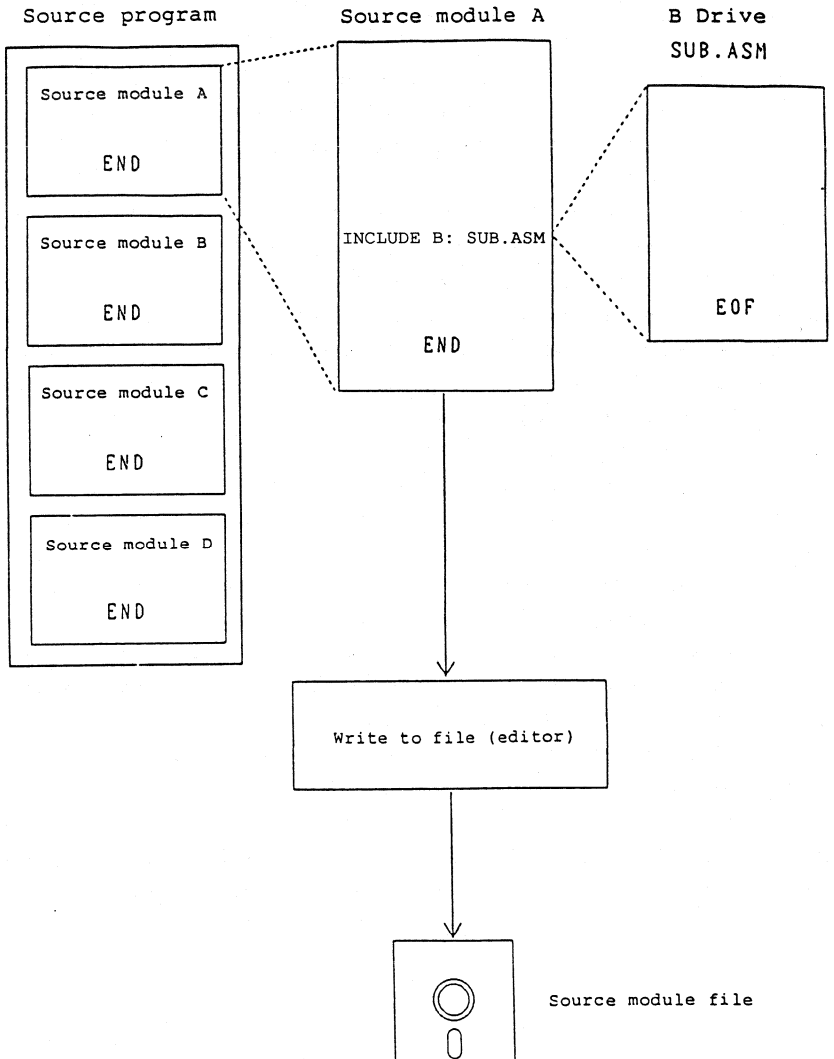 Source program
Source module A
END
Source module B
END
Source module C
END
Source module D
END
Source module A
INCLUDE B: SUB.ASM
END
B Drive
SUB.ASM
EOF
Write to file (editor)
Source module file